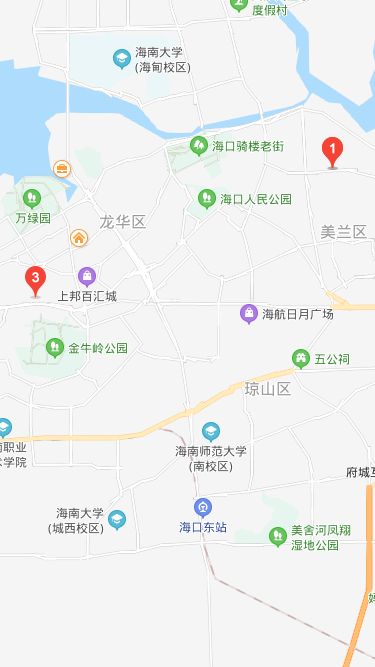 度假村
海南大学
(海甸校区)
海口骑楼老街
1
海口人民公园
万绿园
龙华区
美兰区
3
上邦百汇城
海航日月广场
金牛岭公园
五公祠
琼山区
职业
学院
海南师范大学
(南校区)
府城
海南大学
(城西校区)
海口东站
美舍河凤翔
湿地公园